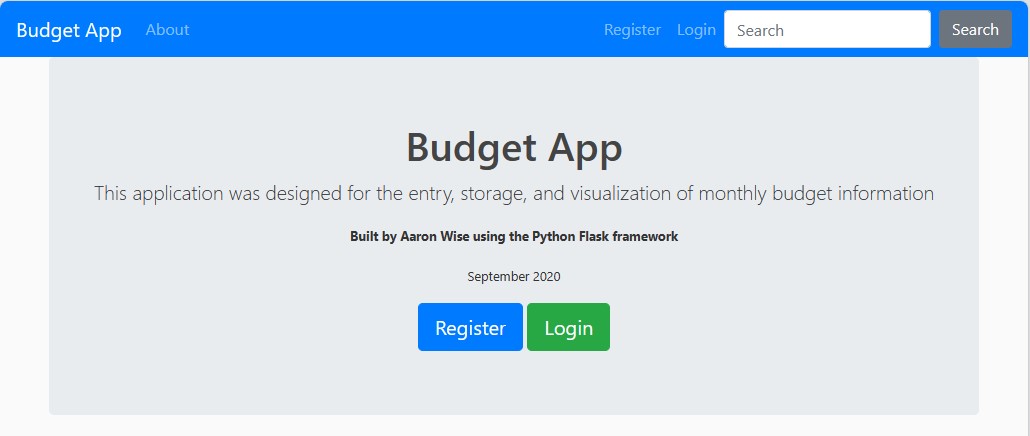 Budget App About Register Login Search Search
Budget App
This application was designed for the entry, storage, and visualization of monthly budget information
Built by Aaron Wise using the Python Flask framework
September 2020
Register Login